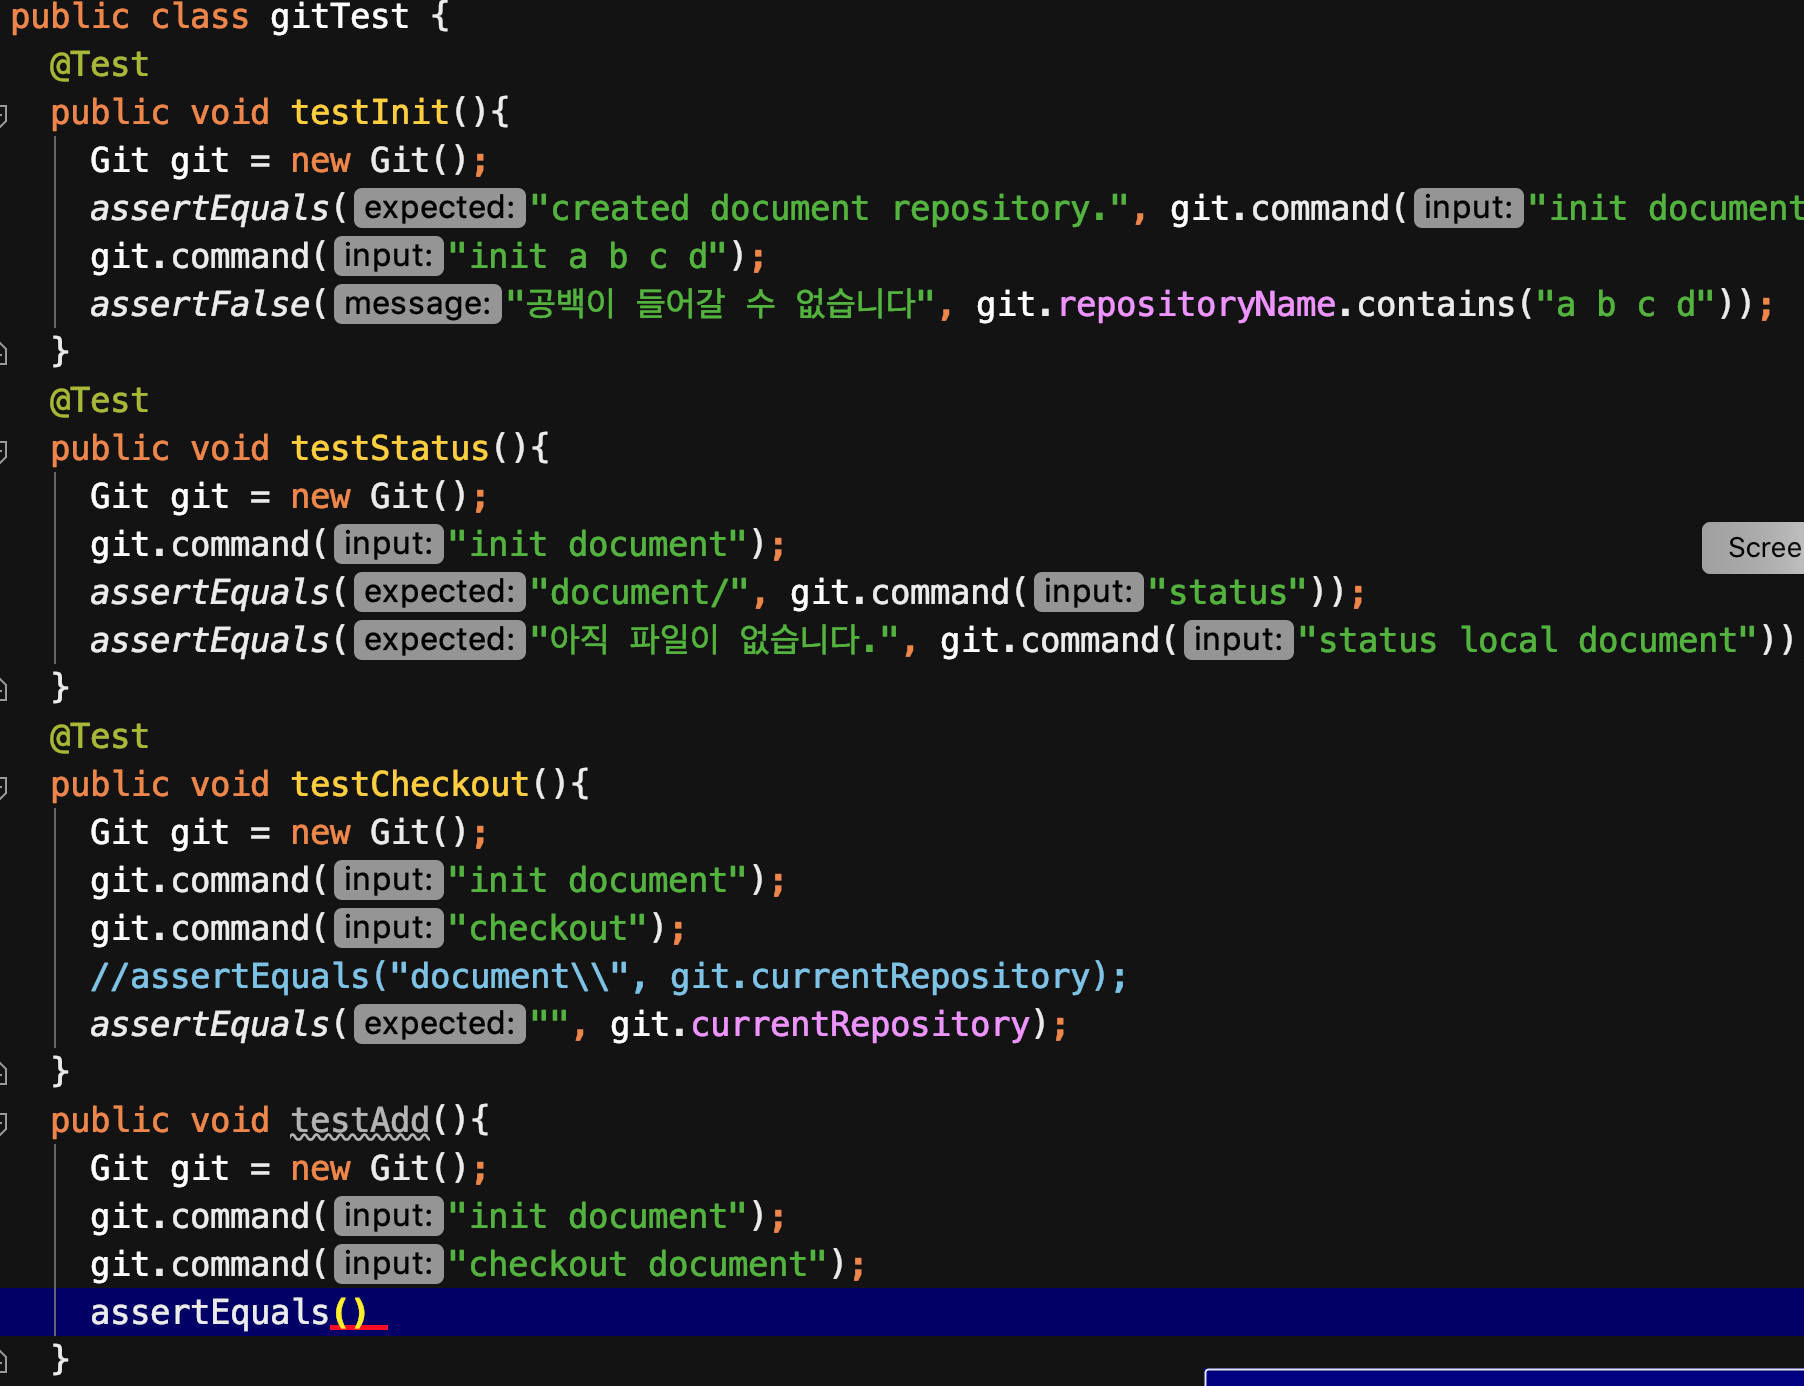 public class gitTest {
@Test
public void testInit(){
Git git = new Git();
assertEquals( expected: "created document repository.", git.command( input: "init document
git.command( input: "init a b c d");
assertFalse( message: "공백이 들어갈 수 없습니다", git.repositoryName.contains("a b c d"));
}
@Test
public void testStatus(){
Git git = new Git();
git.command( input: "init document");
Scree
assertEquals( expected: "document/", git.command( input: "status"));
assertEquals( expected: "아직 파일이 없습니다.", git.command( input: "status local document"))
}
@Test
public void testCheckout(){
Git git = new Git();
git.command( input: "init document");
git.command( input: "checkout");
//assertEquals("document\\", git.currentRepository);
assertEquals( expected: "", git.currentRepository);
}
public void testAdd(){
Git git = new Git();
git.command( input: "init document");
git.command( input: "checkout document");
assertEquals()
}